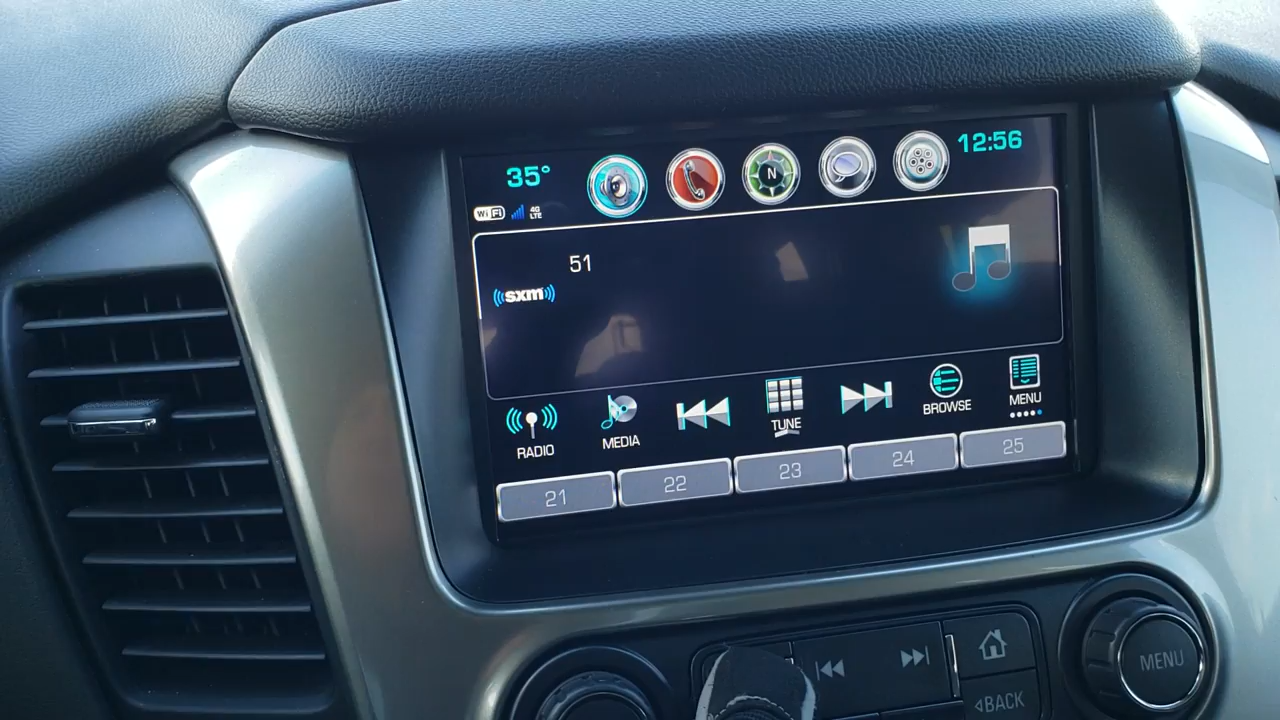 35°
N
12:56
WiFi
4G
LTE
51
((sxm))
RADIO
MEDIA
TUNE
BROWSE
MENU
21
22
23
24
25
MENU
BACK